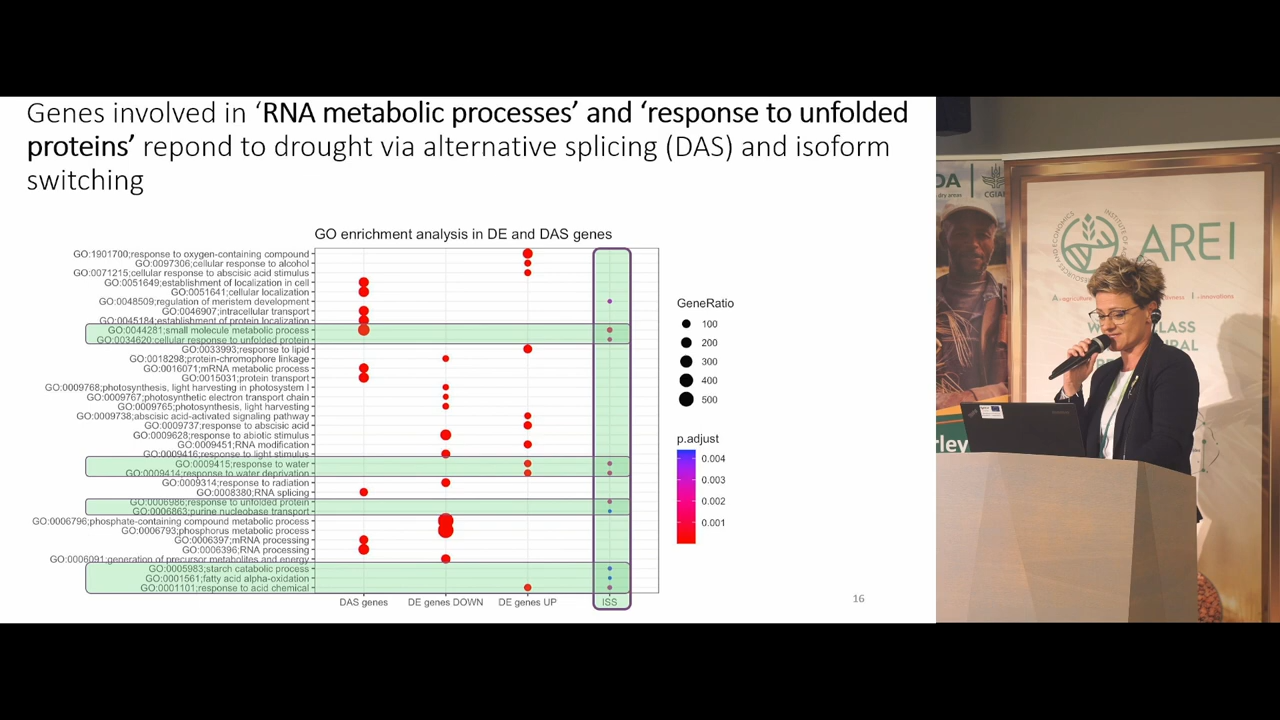 Genes involved in ‘RNA metabolic processes’ and ‘response to unfolded
proteins’ repond to drought via alternative splicing (DAS) and isoform
switching
GO enrichment analysis in DE and DAS genes
GO:1901700;response to oxygen-containing compound
GO:0097306;cellular response to alcohol
GO:0071215;cellular response to abscisic acid stimulus
GO:0051649;establishment of localization in cell
GO:0051641;cellular localization
GO:0048509;regulation of meristem development
GO:0046907;intracellular transport
GO:0045184;establishment of protein localization
GO:0044281;small molecule metabolic process
GO:0034620;cellular response to unfolded protein
GO:0033993;response to lipid
GO:0018298;protein-chromophore linkage
GO:0016071;mRNA metabolic process
GO:0015031;protein transport
GO:0009768;photosynthesis, light harvesting in photosystem I
GO:0009767;photosynthetic electron transport chain
GO:0009765;photosynthesis, light harvesting
GO:0009738;abscisic acid-activated signaling pathway
GO:0009737;response to abscisic acid
GO:0009628;response to abiotic stimulus
GO:0009451;RNA modification
GO:0009416;response to light stimulus
GO:0009415;response to water
GO:0009414;response to water deprivation
GO:0009314;response to radiation
GO:0008380;RNA splicing
GO:0006986;response to unfolded protein
GO:0006863;purine nucleobase transport
GO:0006796;phosphate-containing compound metabolic process
GO:0006793;phosphorus metabolic process
GO:0006397;mRNA processing
GO:0006396;RNA processing
GO:0006091;generation of precursor metabolites and energy
GO:0005983;starch catabolic process
GO:0001561;fatty acid alpha-oxidation
GO:0001101;response to acid chemical
DAS genes DE genes DOWN DE genes UP ISS
GeneRatio
100
200
300
400
500
p.adjust
0.004
0.003
0.002
0.001
16
DA
CGIA
dry areas
AREI
rley